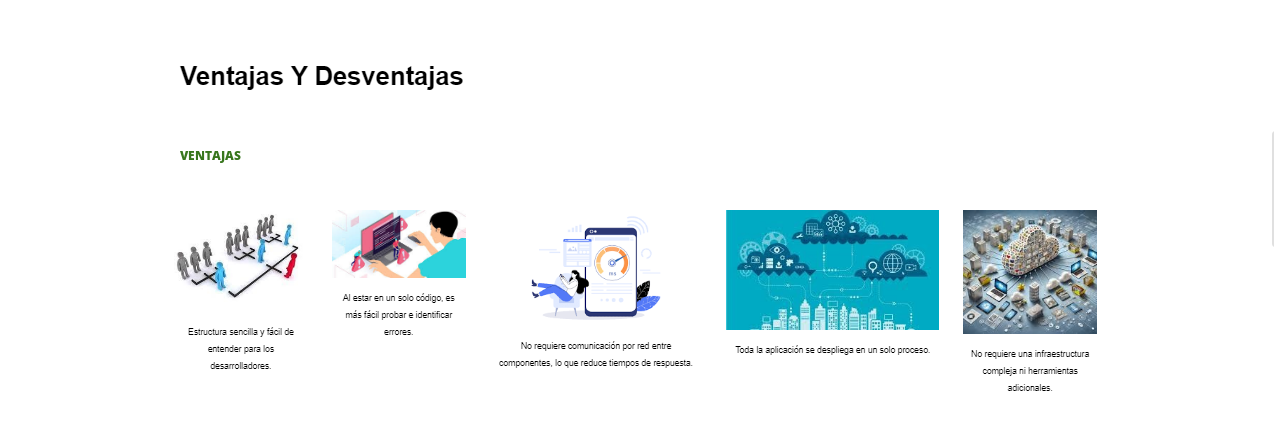 Ventajas Y Desventajas
VENTAJAS
Estructura sencilla y fácil de
entender para los
desarrolladores.
Al estar en un solo código, es
más fácil probar e identificar
errores.
No requiere comunicación por red entre
componentes, lo que reduce tiempos de respuesta.
Toda la aplicación se despliega en un solo proceso.
No requiere una infraestructura
compleja ni herramientas
adicionales.